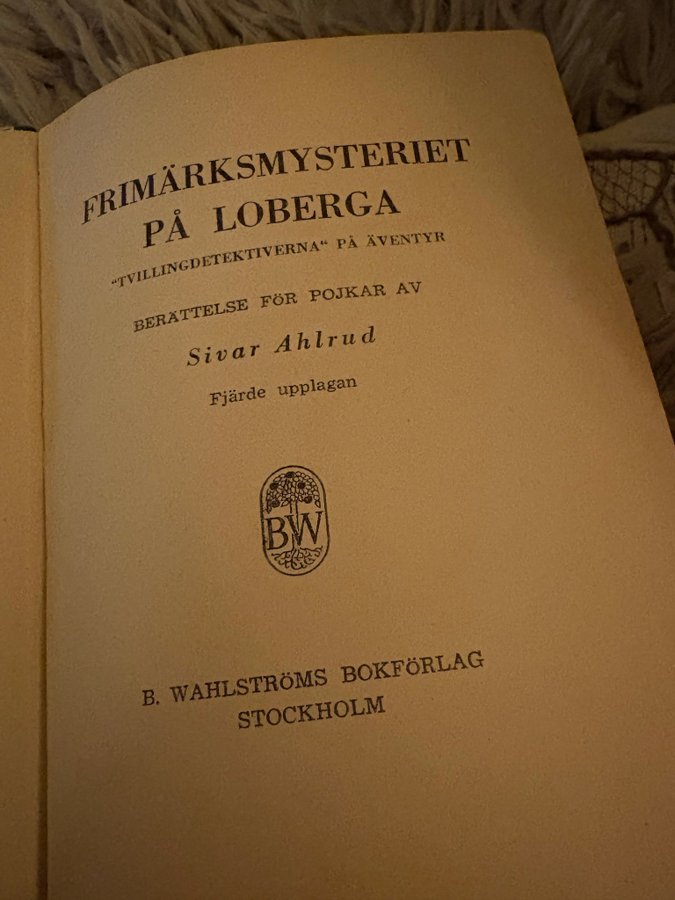 FRIMÄRKSMYSTERIET
PÅ LOBERGA
"TVILLINGDETEKTIVERNA" PÅ ÄVENTYR
BERÄTTELSE FÖR POJKAR AV
Sivar Ahlrud
Fjärde upplagan
BW
B. WAHLSTRÖMS BOKFÖRLAG
STOCKHOLM